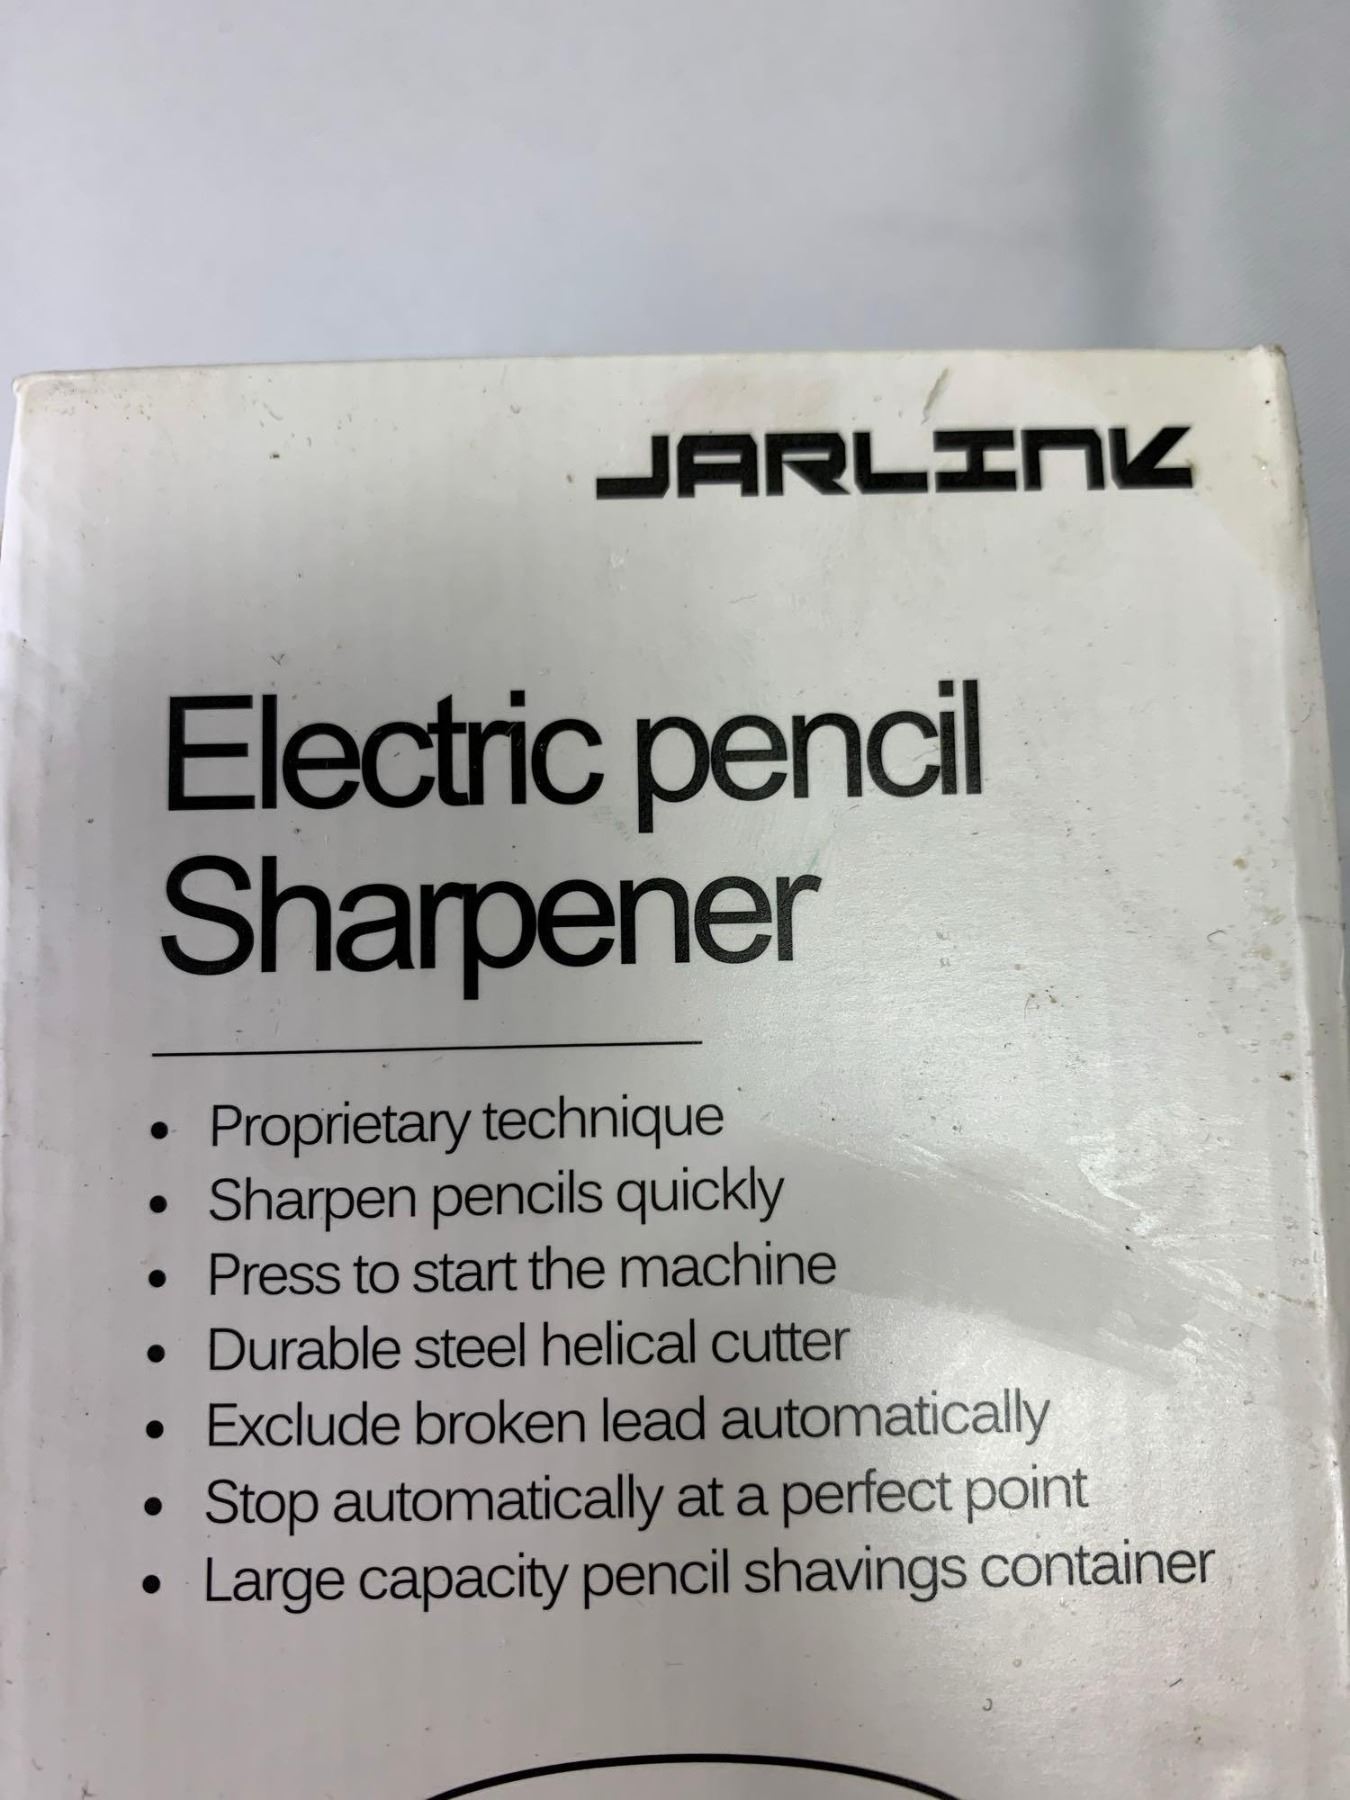 JARLINK
Electric pencil
Sharpener
• Proprietary technique
• Sharpen pencils quickly
• Press to start the machine
• Durable steel helical cutter
• Exclude broken lead automatically
• Stop automatically at a perfect point
• Large capacity pencil shavings container